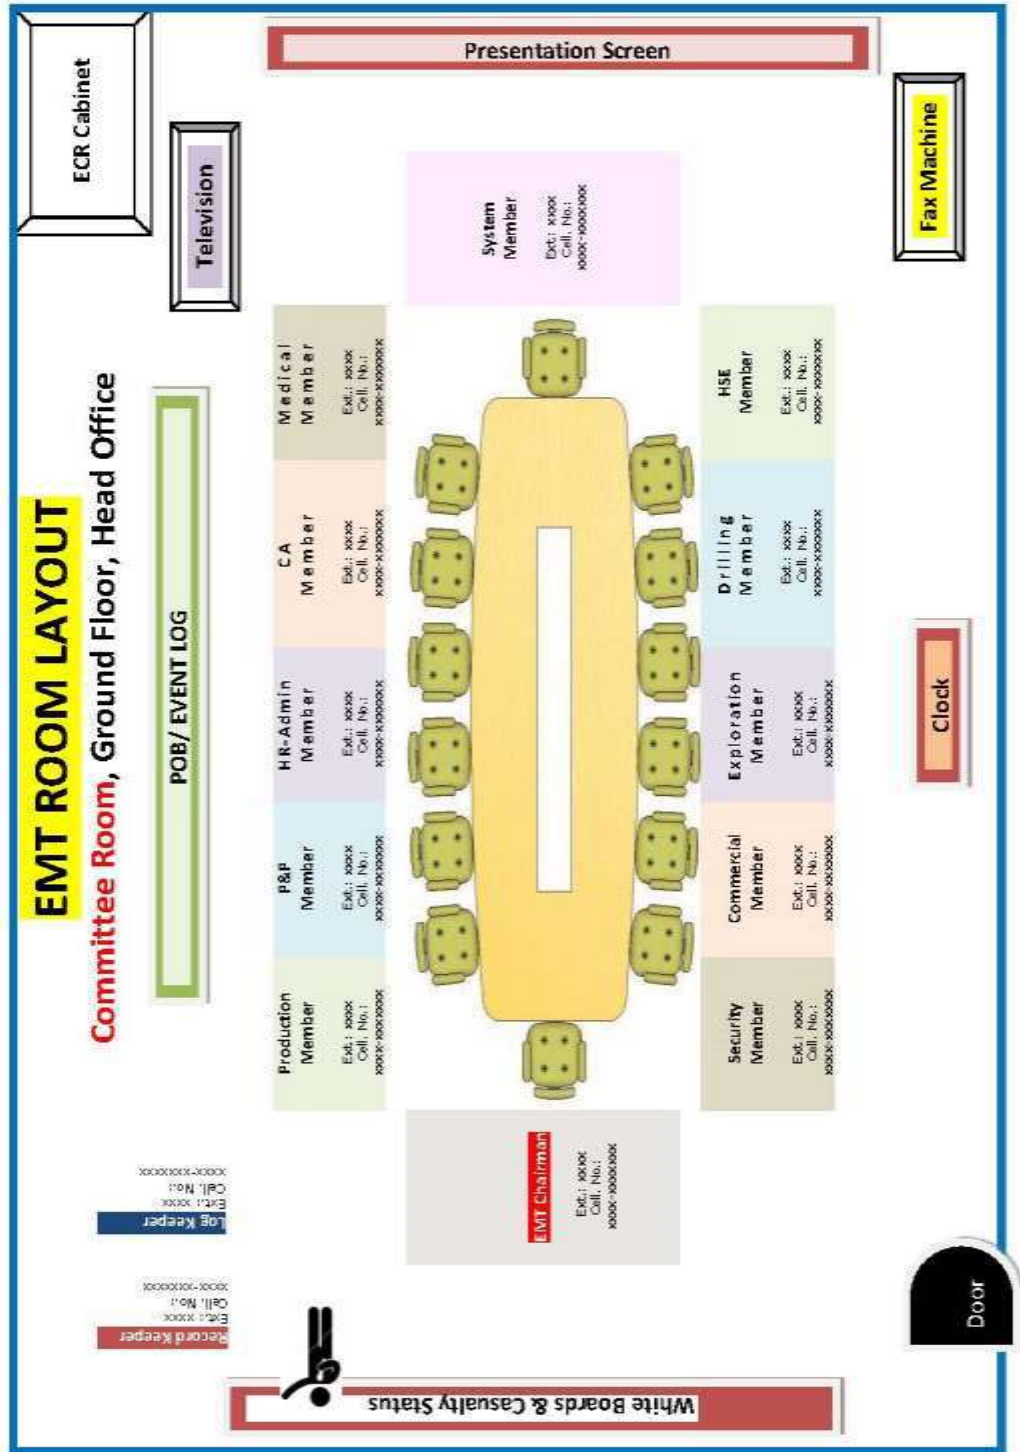 EMT ROOM LAYOUT
Committee Room, Ground Floor, Head Office
ECR Cabinet
Presentation Screen
Television
Fax Machine
POB/ EVENT LOG
System
Member
Ext.: xxxx
Cell. No.:
xxxx-xxxxxxx
Production
Member
Ext.: xxxx
Cell. No.:
xxxx-xxxxxxx
P&P
Member
Ext.: xxxx
Cell. No.:
xxxx-xxxxxxx
HR-Admin
Member
Ext.: xxxx
Cell. No.:
xxxx-xxxxxxx
CA
Member
Ext.: xxxx
Cell. No.:
xxxx-xxxxxxx
Medical
Member
Ext.: xxxx
Cell. No.:
xxxx-xxxxxxx
Security
Member
Ext.: xxxx
Cell. No.:
xxxx-xxxxxxx
Commercial
Member
Ext.: xxxx
Cell. No.:
xxxx-xxxxxxx
Exploration
Member
Ext.: xxxx
Cell. No.:
xxxx-xxxxxxx
Drilling
Member
Ext.: xxxx
Cell. No.:
xxxx-xxxxxxx
HSE
Member
Ext.: xxxx
Cell. No.:
xxxx-xxxxxxx
EMT Chairman
Ext.: xxxx
Cell. No.:
xxxx-xxxxxxx
Log Keeper
Ext.: xxxx
Cell. No.:
xxxx-xxxxxxx
Record Keeper
Ext.: xxxx
Cell. No.:
xxxx-xxxxxxx
Clock
Door
White Boards & Casualty Status